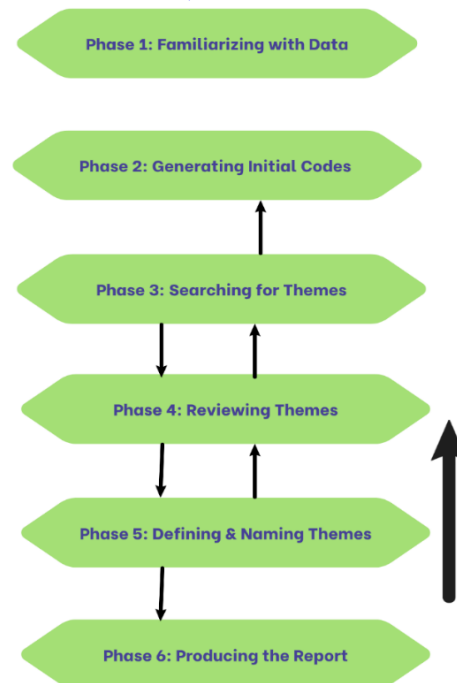 Phase 1: Familiarizing with Data
Phase 2: Generating Initial Codes
Phase 3: Searching for Themes
Phase 4: Reviewing Themes
Phase 5: Defining & Naming Themes
Phase 6: Producing the Report